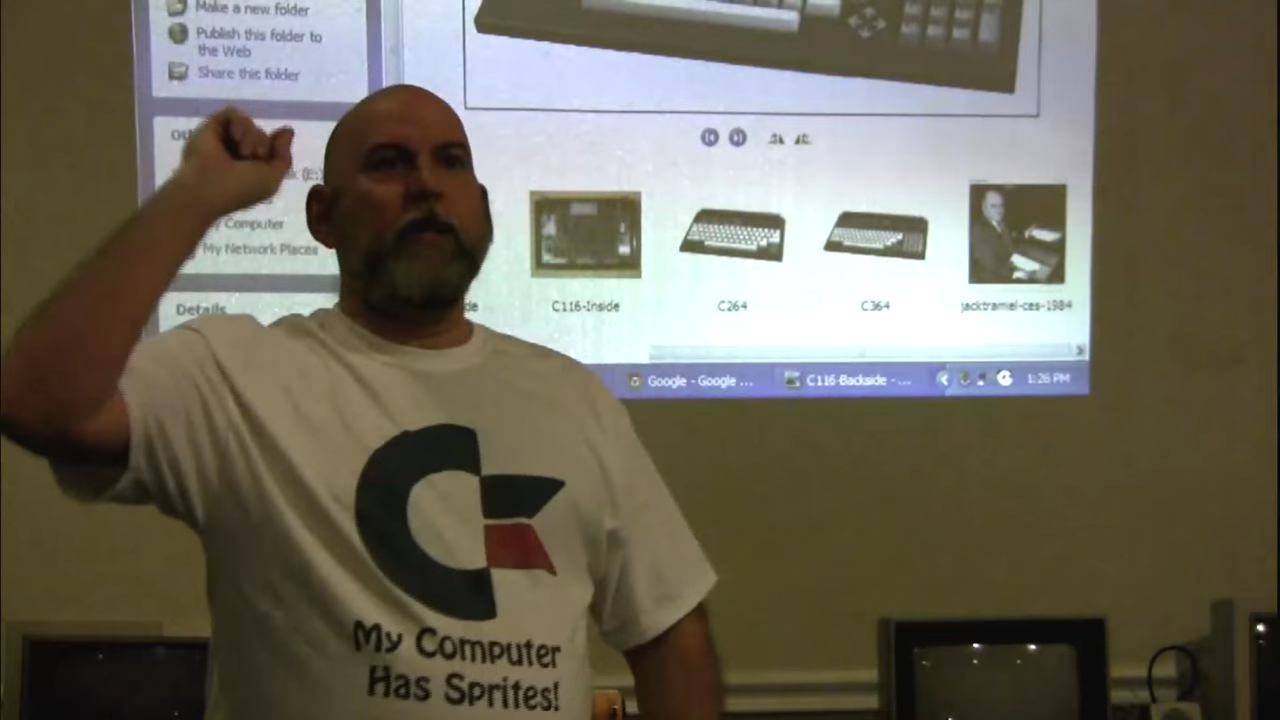 Make a new folder
Publish this folder to
the Web
Share this folder
(E:)
Computer
My Network Places
Details
C116-Inside
C264
C364
jacktramiel-ces-1984
Google - Google ...
C116-Backside - ...
1:26 PM
My Computer
Has Sprites!